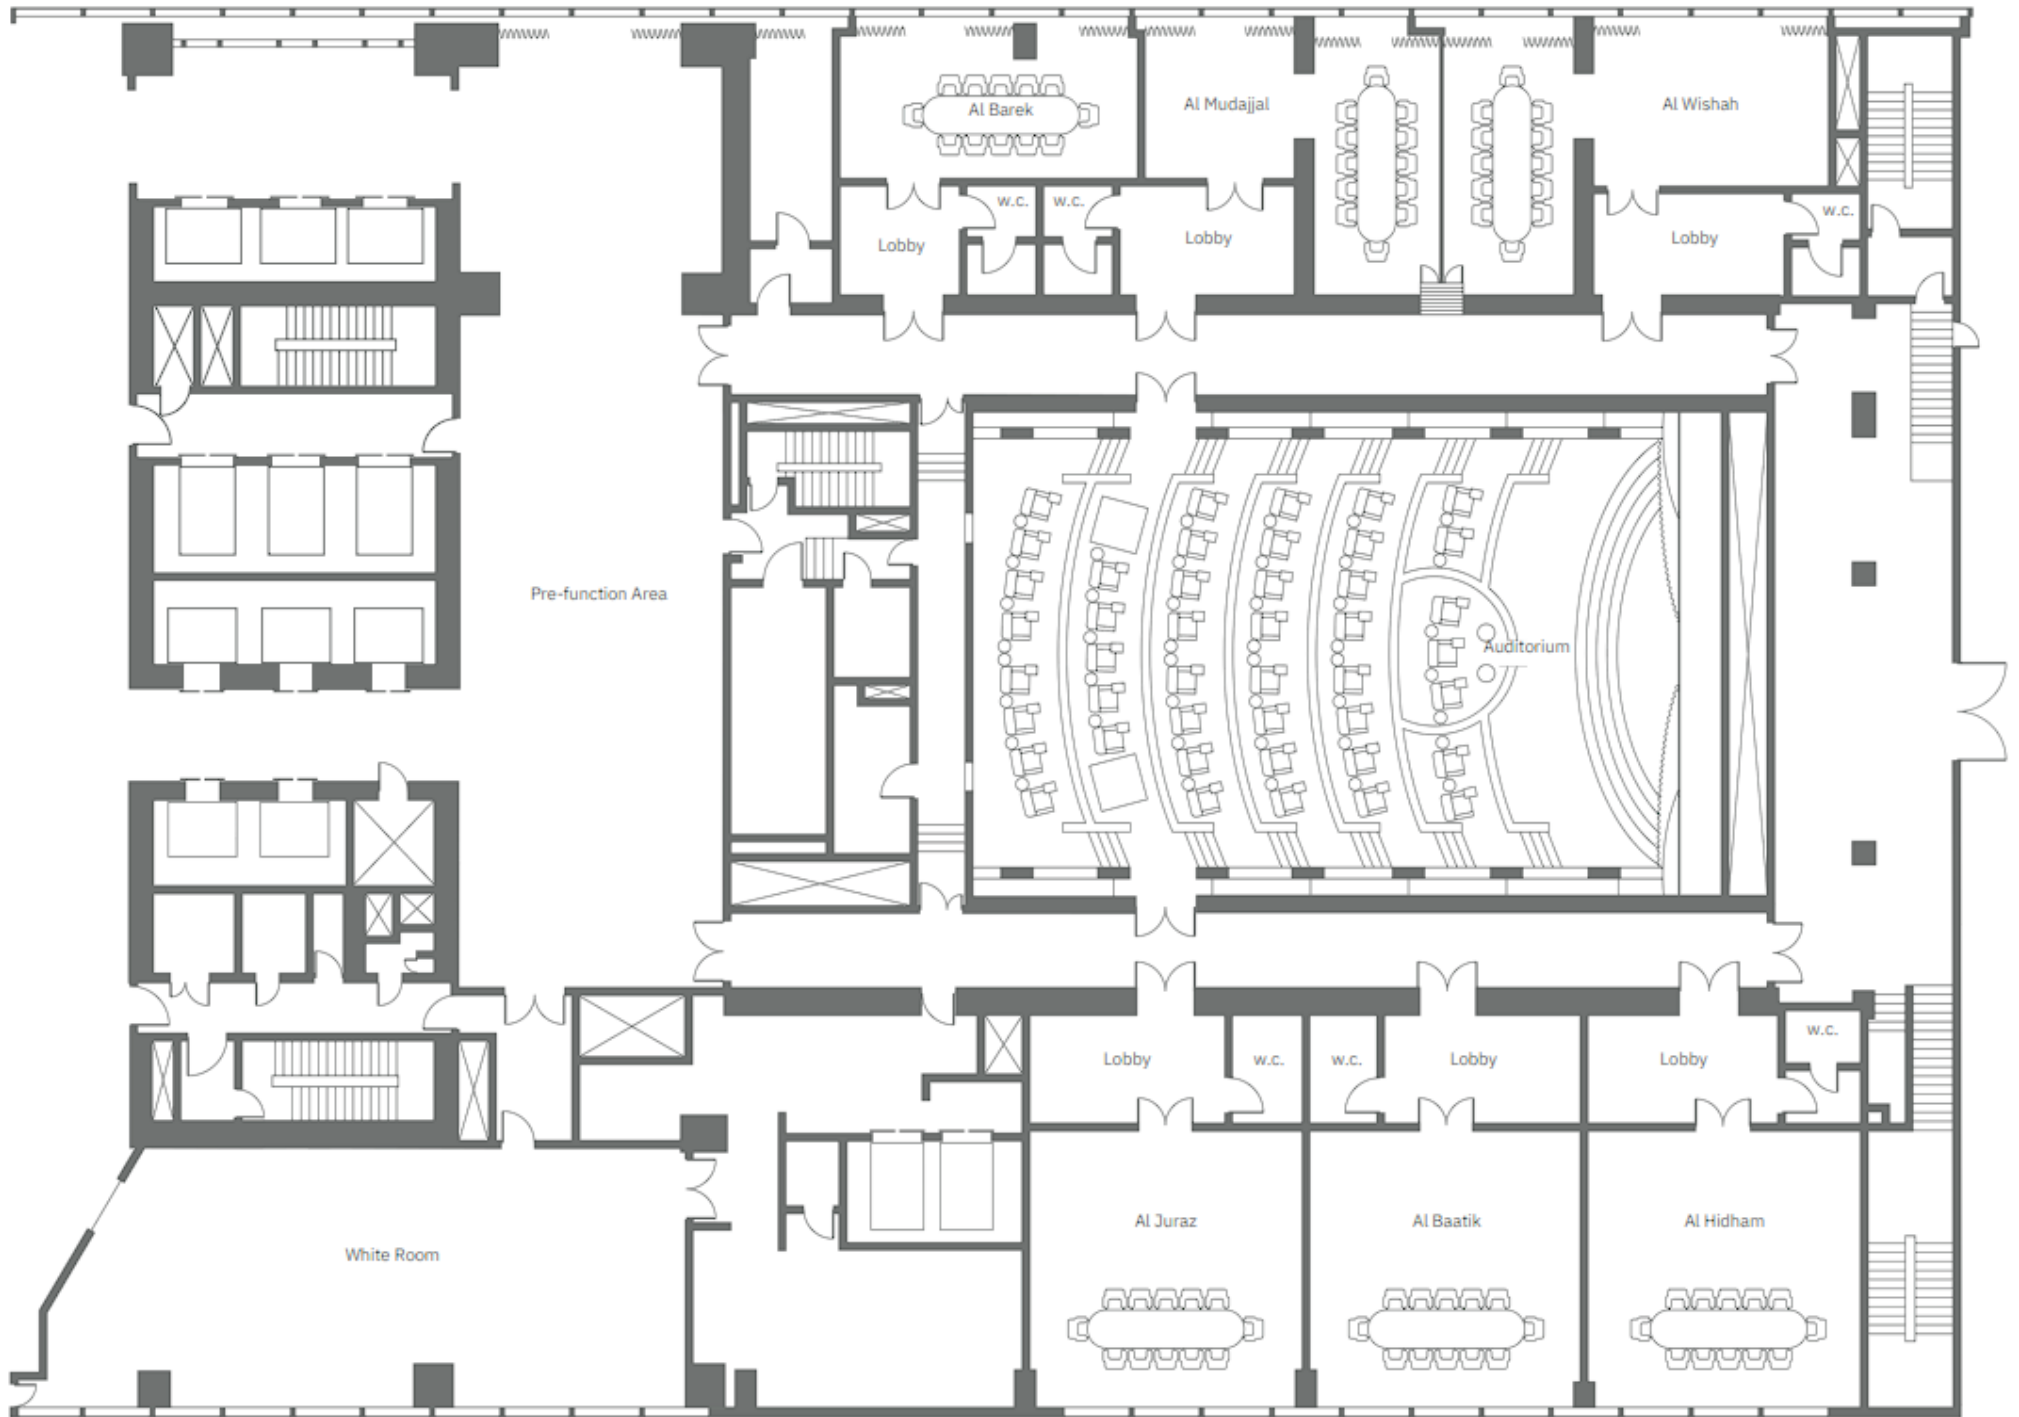 Al Barek
Al Mudajjal
Al Wishah
w.c.
w.c.
w.c.
Lobby
Lobby
Lobby
Pre-function Area
Auditorium
w.c.
Lobby
w.c.
w.c.
Lobby
Lobby
Al Juraz
Al Baatik
Al Hidham
White Room